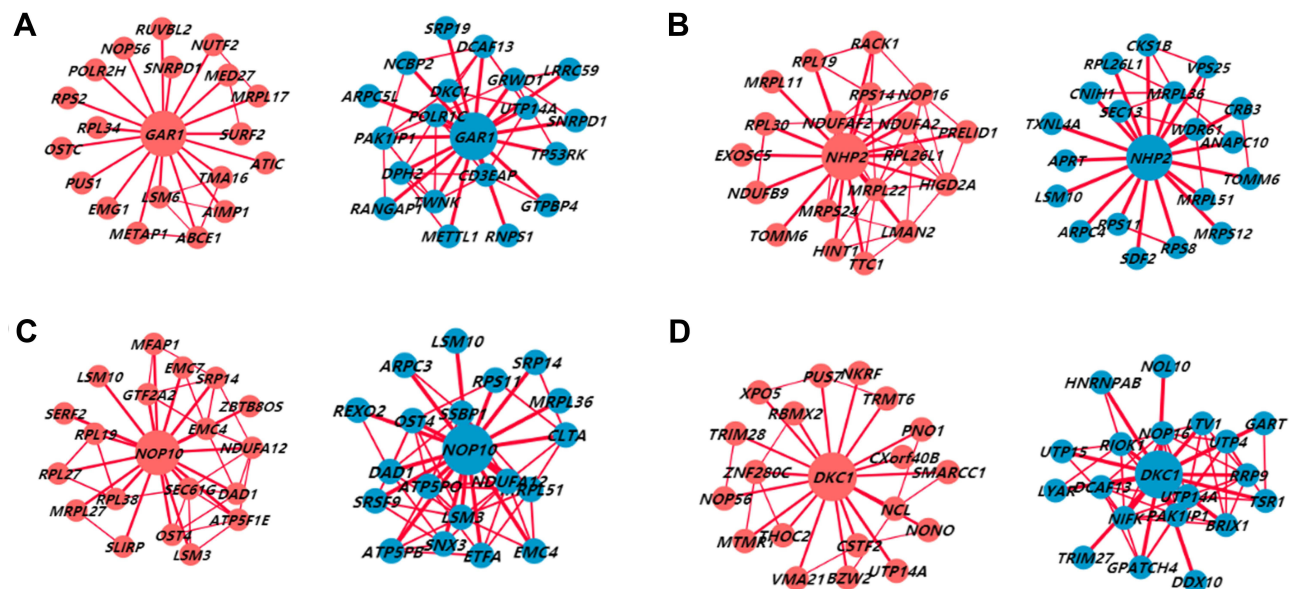 A
RUVBL2
NOP56
NUTF2
POLR2H
SNRPD1
MED27
RPS2
MRPL17
RPL34
GAR1
SURF2
OSTC
ATIC
PUS1
TMA16
LSM6
EMG1
AIMP1
METAP1
ABCE1
SRP19
DCAF13
NCBP2
LRRC59
GRWD1
ARPC5L
DKC1
UTP14A
POLR1C
SNRPD1
PAK1IP1
GAR1
TP53RK
DPH2
CD3EAP
RANGAP1
TWNK
GTPBP4
METTL1
RNPS1
B
RACK1
RPL19
MRPL11
RPS14
NOP16
RPL30
NDUFAF2
NDUFA2
PRELID1
EXOSC5
NHP2
RPL26L1
NDUFB9
MRPL22
HIGD2A
MRPS24
TOMM6
LMAN2
HINT1
TTC1
CKS1B
RPL26L1
VPS25
CNIH1
MRPL36
SEC13
CRB3
TXNL4A
WDR61
ANAPC10
APRT
NHP2
TOMM6
LSM10
MRPL51
ARPC4
RPS11
MRPS12
SDF2
RPS8
C
MFAP1
EMC7
LSM10
SRP14
GTF2A2
SERF2
ZBTB8OS
RPL19
EMC4
NOP10
NDUFA12
RPL27
SEC61G
RPL38
DAD1
MRPL27
ATP5F1E
OST4
SLIRP
LSM3
LSM10
ARPC3
SRP14
RPS11
REXO2
MRPL36
OST4
SSBP1
CLTA
NOP10
DAD1
NDUFA12
ATP5PO
MRPL51
SRSF9
LSM3
ATP5PB
SNX3
ETFA
EMC4
D
PUS7
NKRF
XPO5
TRMT6
RBMX2
TRIM28
PNO1
CXorf40B
ZNF280C
DKC1
SMARCC1
NOP56
NCL
MTMR1
THOC2
NONO
CSTF2
VMA21
BZW2
UTP14A
NOL10
HNRNPAB
LTV1
GART
NOP16
UTP4
UTP15
RIOK1
DKC1
RRP9
LYAR
DCAF13
UTP14A
TSR1
NIFK
PAK1IP1
BRIX1
TRIM27
GPATCH4
DDX10